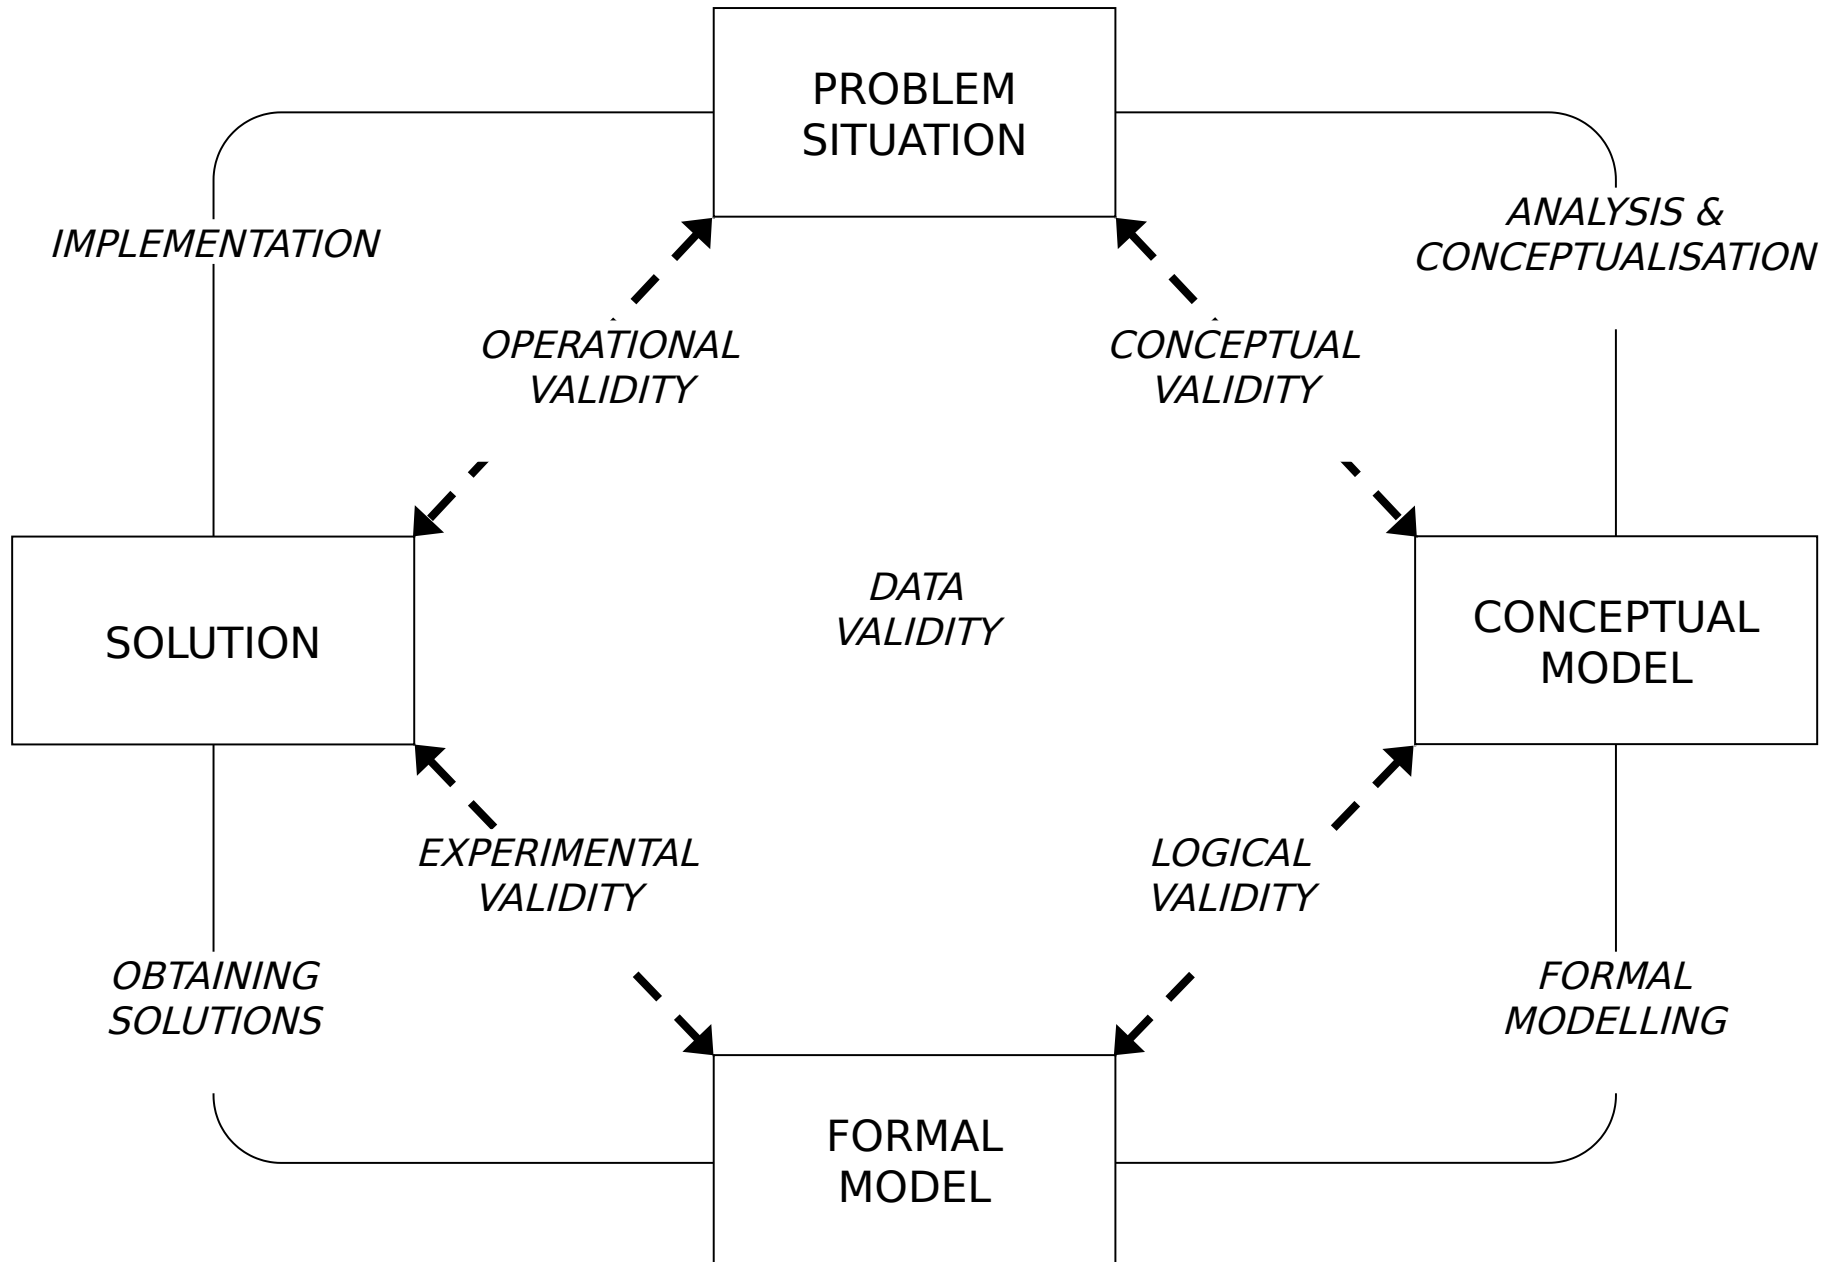 PROBLEM
SITUATION
IMPLEMENTATION
ANALYSIS &
CONCEPTUALISATION
OPERATIONAL
VALIDITY
CONCEPTUAL
VALIDITY
DATA
VALIDITY
SOLUTION
CONCEPTUAL
MODEL
EXPERIMENTAL
VALIDITY
LOGICAL
VALIDITY
OBTAINING
SOLUTIONS
FORMAL
MODELLING
FORMAL
MODEL